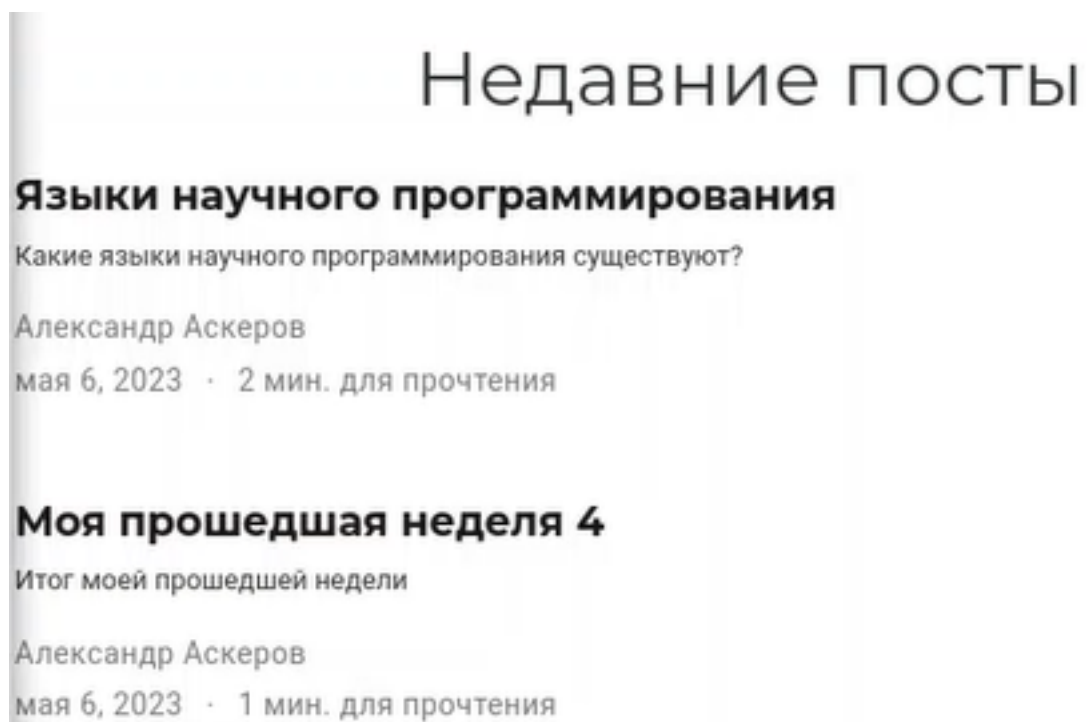 Недавние посты
Языки научного программирования
Какие языки научного программирования существуют?
Александр Аскеров
мая 6, 2023 · 2 мин. для прочтения
Моя прошедшая неделя 4
Итог моей прошедшей недели
Александр Аскеров
мая 6, 2023 · 1 мин. для прочтения